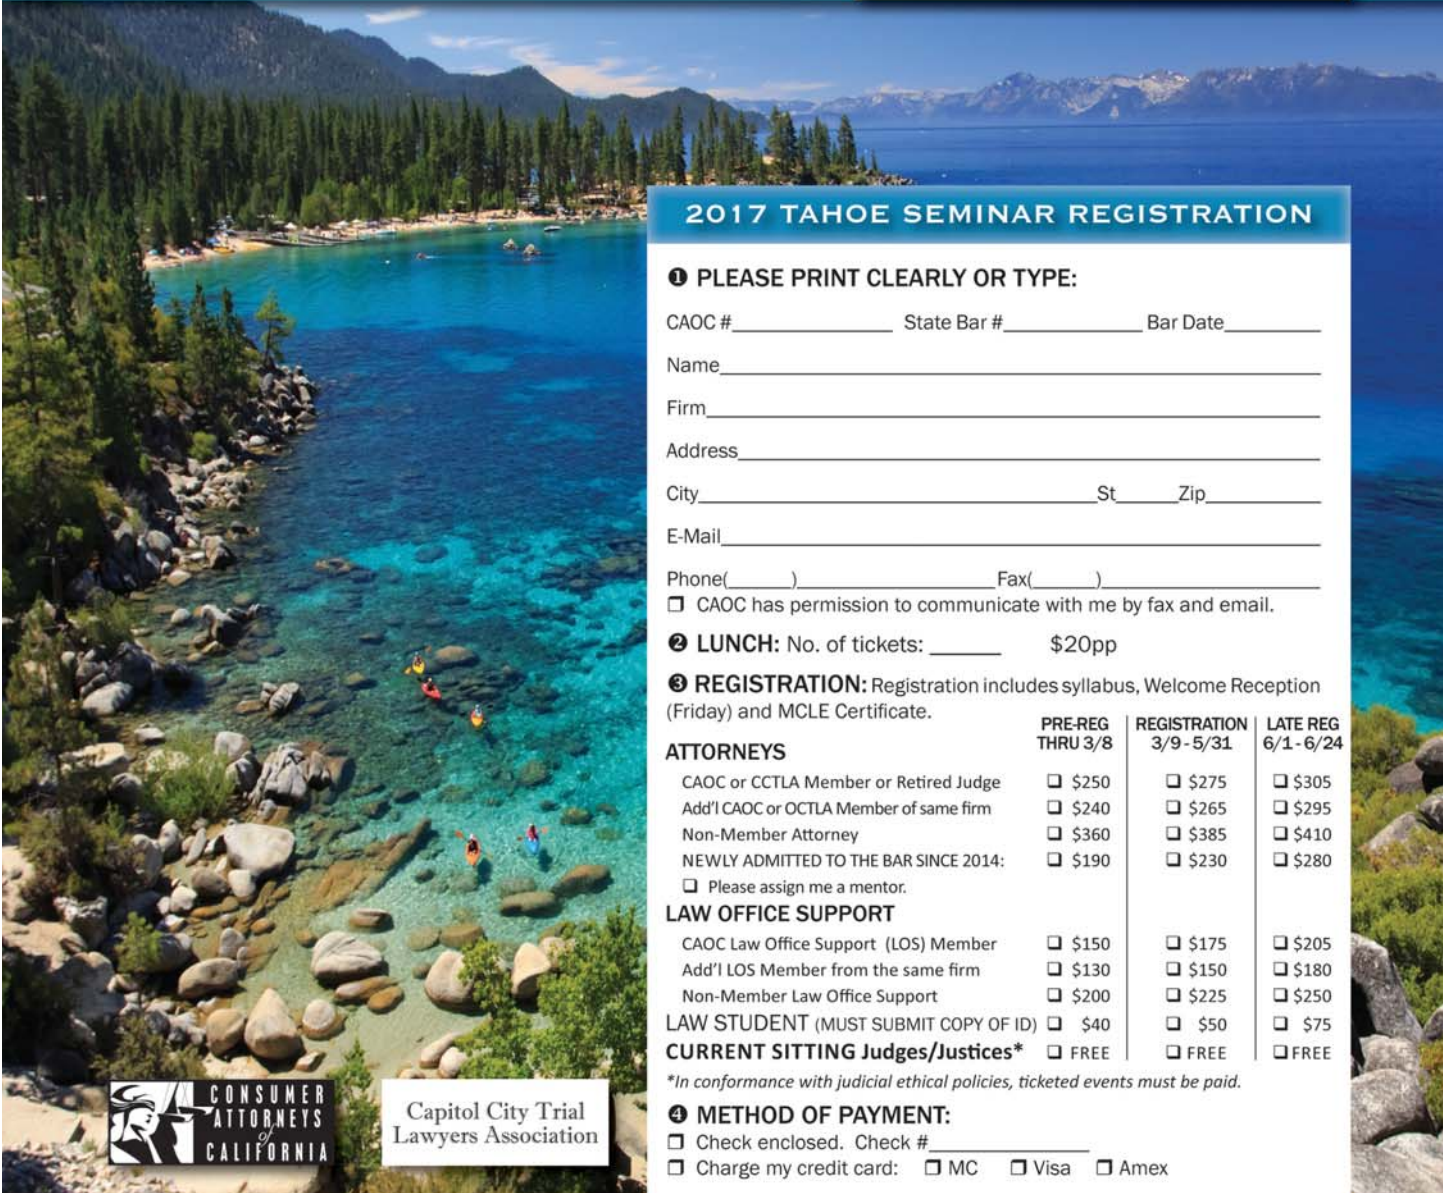 2017 TAHOE SEMINAR REGISTRATION
❶ PLEASE PRINT CLEARLY OR TYPE:
CAOC #________________ State Bar #______________ Bar Date__________
Name
Firm
Address
City St Zip
E-Mail
Phone( ) Fax( )
❒ CAOC has permission to communicate with me by fax and email.
❷ LUNCH: No. of tickets: ______ $20pp
❸ REGISTRATION: Registration includes syllabus, Welcome Reception
(Friday) and MCLE Certificate.
PRE-REG REGISTRATION LATE REG
THRU 3/8 3/9-5/31 6/1-6/24
ATTORNEYS
CAOC or CCTLA Member or Retired Judge ❏ $250 ❏ $275 ❏ $305
Add'l CAOC or OCTLA Member of same firm ❏ $240 ❏ $265 ❏ $295
Non-Member Attorney ❏ $360 ❏ $385 ❏ $410
NEWLY ADMITTED TO THE BAR SINCE 2014: ❏ $190 ❏ $230 ❏ $280
❏ Please assign me a mentor.
LAW OFFICE SUPPORT
CAOC Law Office Support (LOS) Member ❏ $150 ❏ $175 ❏ $205
Add'l LOS Member from the same firm ❏ $130 ❏ $150 ❏ $180
Non-Member Law Office Support ❏ $200 ❏ $225 ❏ $250
LAW STUDENT (MUST SUBMIT COPY OF ID) ❏ $40 ❏ $50 ❏ $75
CURRENT SITTING Judges/Justices* ❏ FREE ❏ FREE ❏ FREE
*In conformance with judicial ethical policies, ticketed events must be paid.
❹ METHOD OF PAYMENT:
❒ Check enclosed. Check #________________
❒ Charge my credit card: ❒ MC ❒ Visa ❒ Amex
CONSUMER
ATTORNEYS
of
CALIFORNIA
Capitol City Trial
Lawyers Association